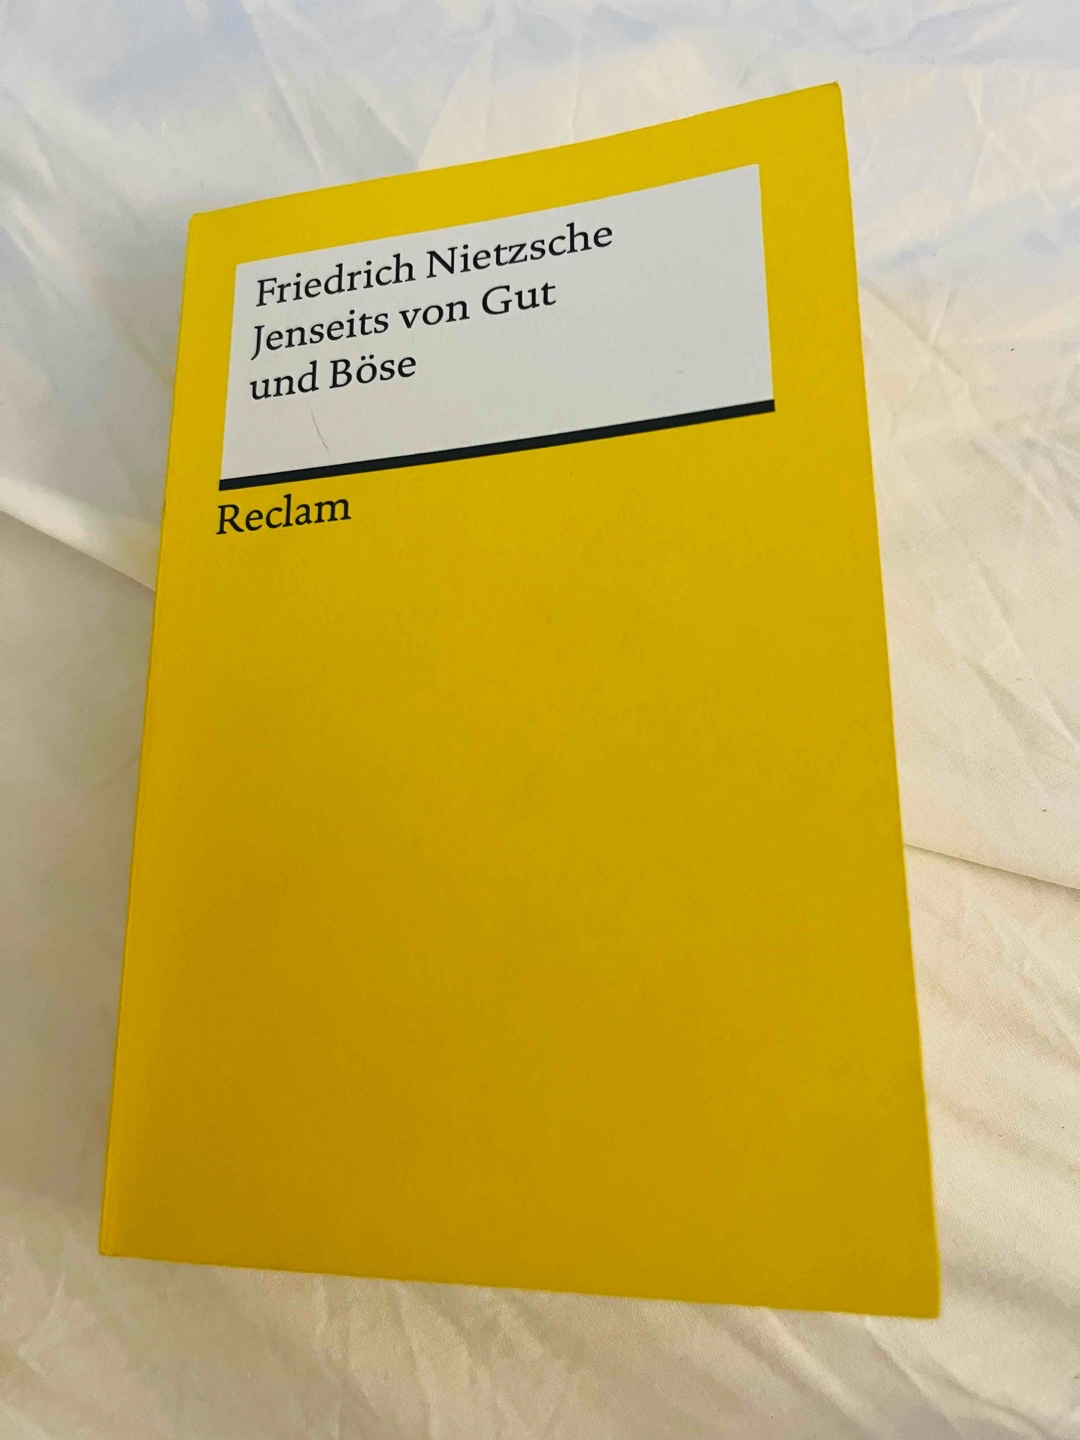 Friedrich Nietzsche
Jenseits von Gut
und Böse
Reclam